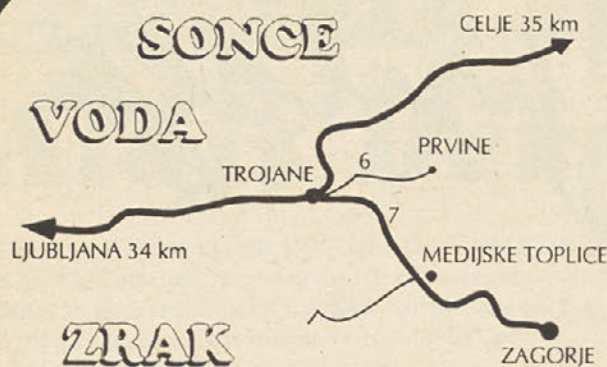 SONCE
CELJE 35 km
VODA
6
PRVINE
TROJANE
7
LJUBLJANA 34 km
MEDIJSKE TOPLICE
ZRAK
ZAGORJE